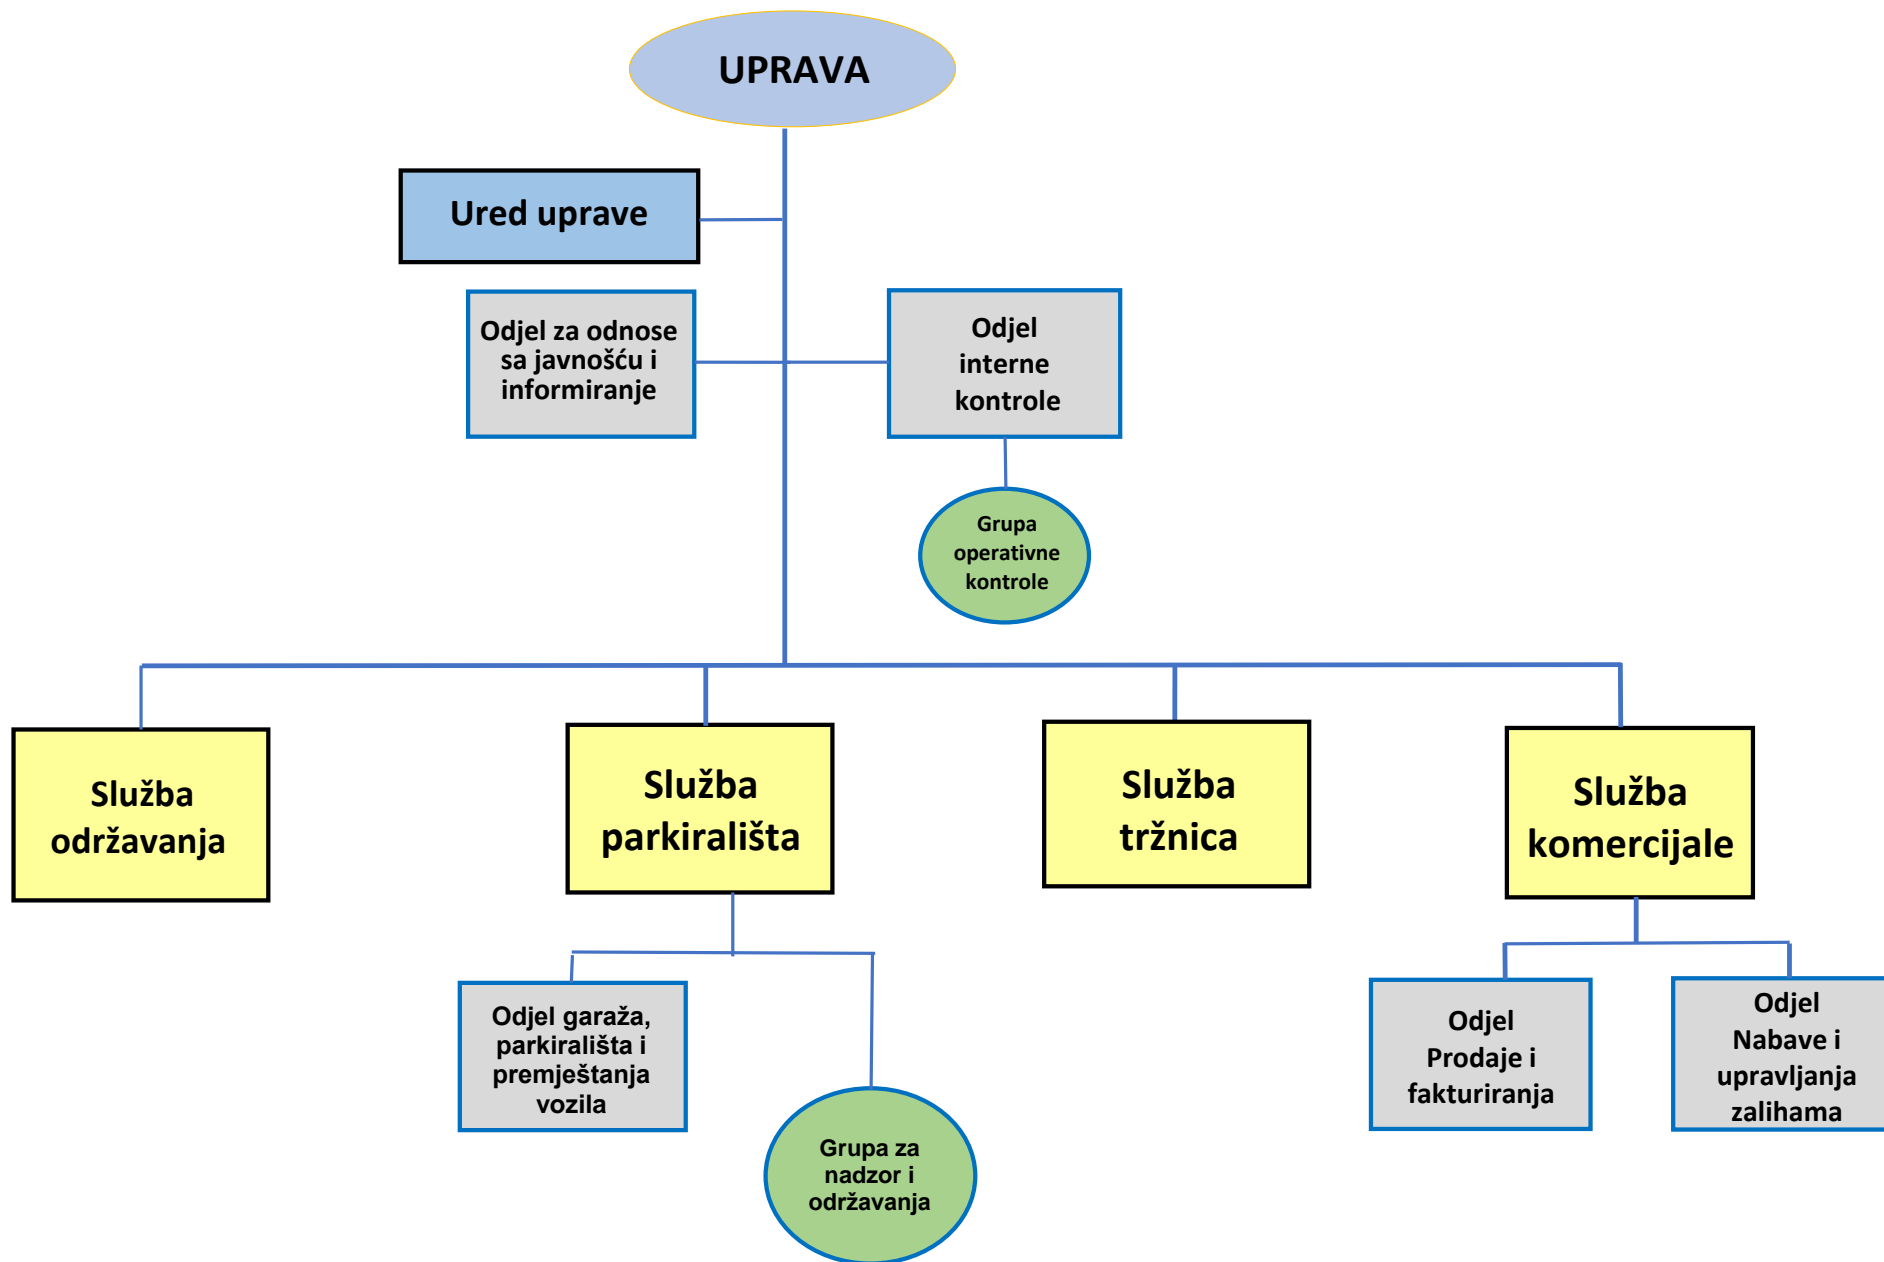 UPRAVA
Ured uprave
Odjel za odnose
sa javnošću i
informiranje
Odjel
interne
kontrole
Grupa
operativne
kontrole
Služba
održavanja
Služba
parkirališta
Služba
tržnica
Služba
komercijale
Odjel garaža,
parkirališta i
premještanja
vozila
Grupa za
nadzor i
održavanja
Odjel
Prodaje i
fakturiranja
Odjel
Nabave i
upravljanja
zalihama